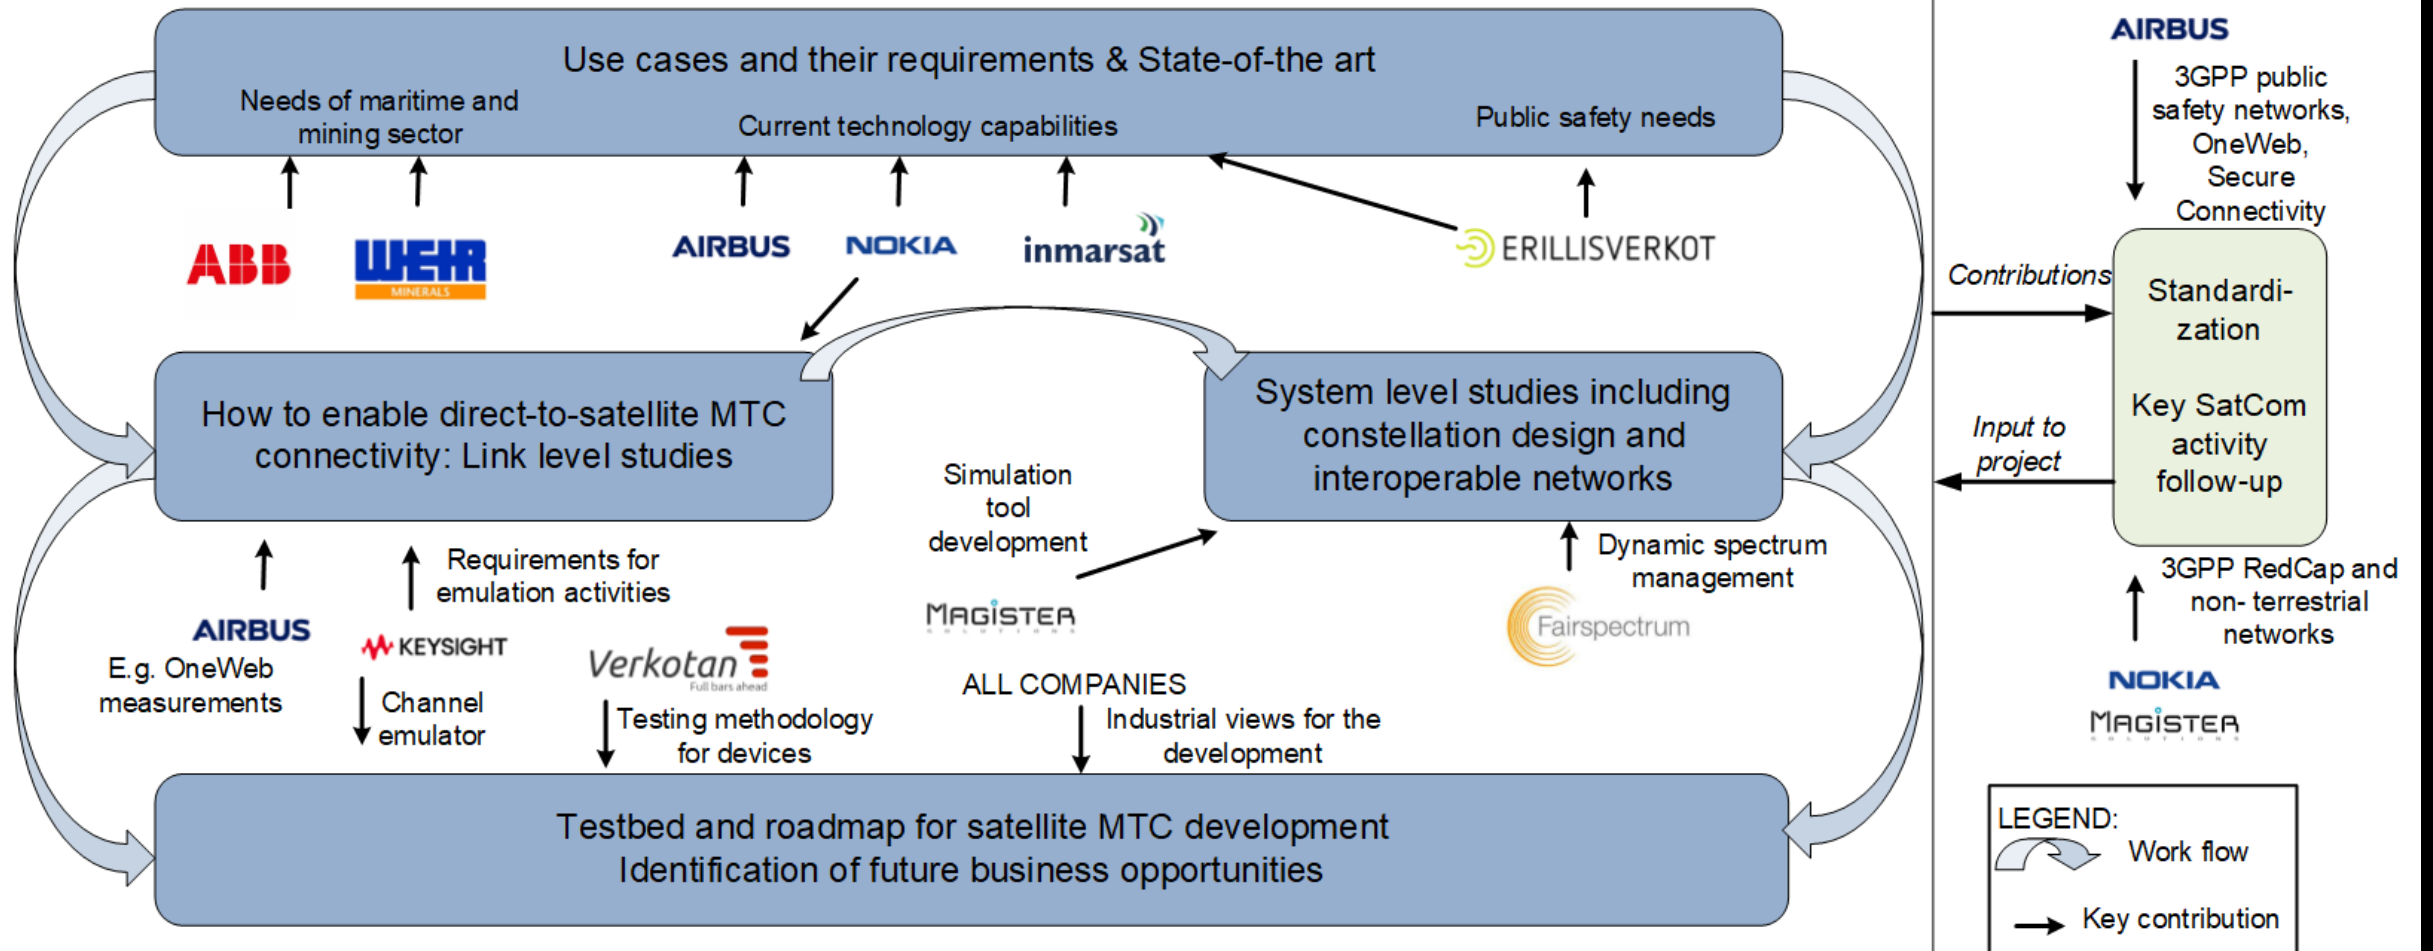 Use cases and their requirements & State-of-the art
Needs of maritime and
mining sector
Current technology capabilities
Public safety needs
ABB
WEIR
MINERALS
AIRBUS
NOKIA
inmarsat
ERILLISVERKOT
How to enable direct-to-satellite MTC
connectivity: Link level studies
System level studies including
constellation design and
interoperable networks
Simulation
tool
development
Requirements for
emulation activities
Dynamic spectrum
management
AIRBUS
E.g. OneWeb
measurements
KEYSIGHT
Channel
emulator
Verkotan
Full bars ahead
Testing methodology
for devices
MAGISTER
SOLUTIONS
Fairspectrum
ALL COMPANIES
Industrial views for the
development
Testbed and roadmap for satellite MTC development
Identification of future business opportunities
AIRBUS
3GPP public
safety networks,
OneWeb,
Secure
Connectivity
Contributions
Input to
project
Standardi-
zation
Key SatCom
activity
follow-up
3GPP RedCap and
non- terrestrial
networks
NOKIA
MAGISTER
SOLUTIONS
LEGEND:
Work flow
Key contribution